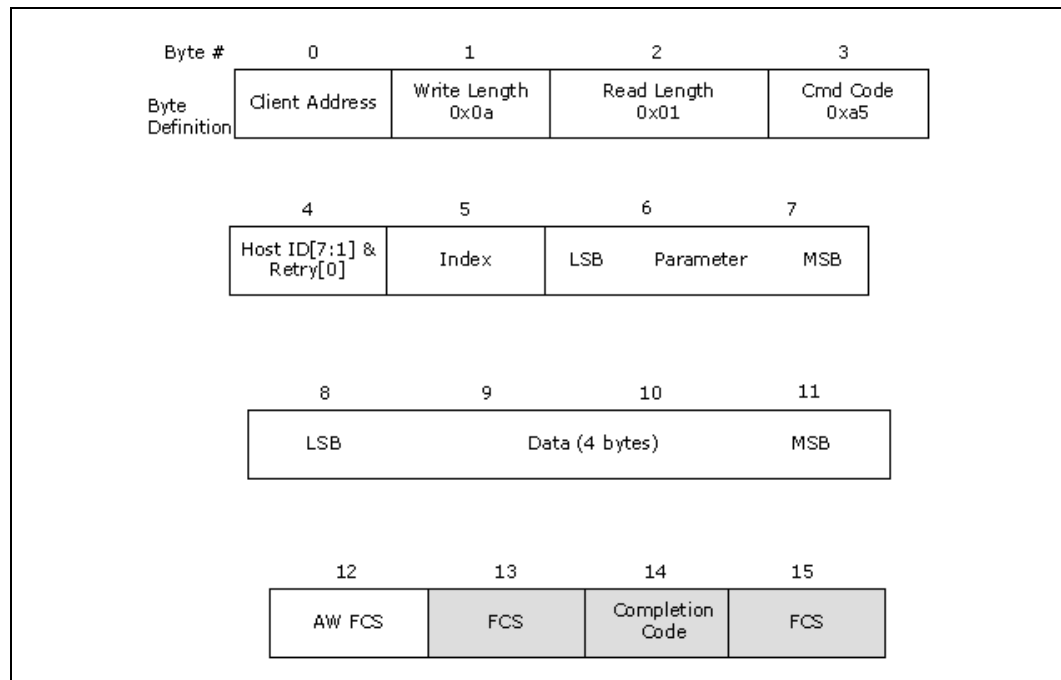 Byte # 0 1 2 3
Byte Definition
Client Address
Write Length
0x0a
Read Length
0x01
Cmd Code
0xa5
4 5 6 7
Host ID[7:1] &
Retry[0]
Index
LSB Parameter MSB
8 9 10 11
LSB Data (4 bytes) MSB
12 13 14 15
AW FCS
FCS
Completion
Code
FCS